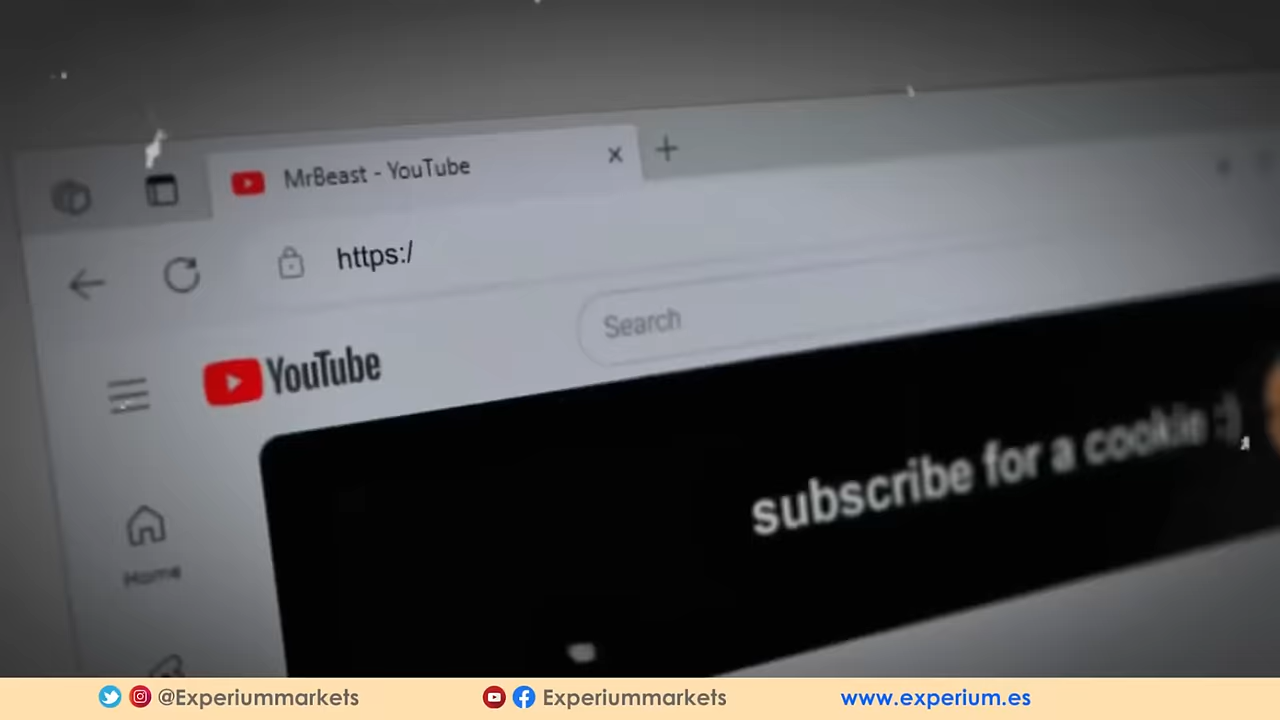 MrBeast - YouTube
https:/
Search
YouTube
subscribe for a cookie :)
Home
@Experiummarkets
Experiummarkets
www.experium.es